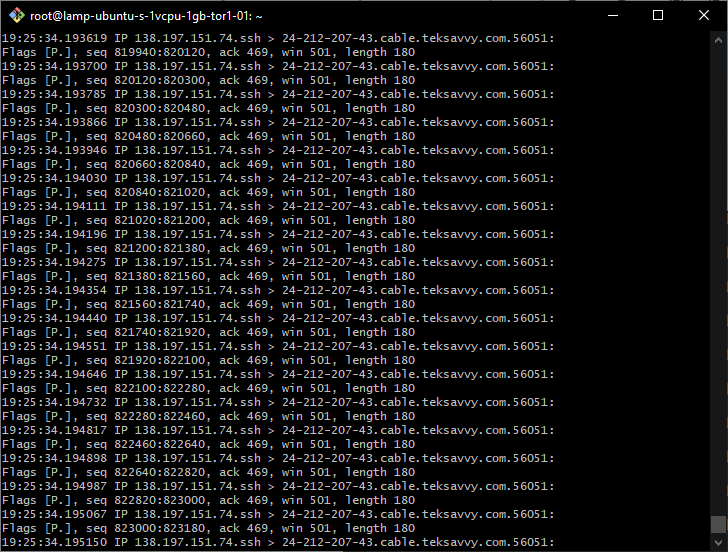 root@lamp-ubuntu-s-1vcpu-1gb-tor1-01: ~
19:25:34.193619 IP 138.197.151.74.ssh > 24-212-207-43.cable.teksavvy.com.56051:
Flags [P.], seq 819940:820120, ack 469, win 501, length 180
19:25:34.193700 IP 138.197.151.74.ssh > 24-212-207-43.cable.teksavvy.com.56051:
Flags [P.], seq 820120:820300, ack 469, win 501, length 180
19:25:34.193785 IP 138.197.151.74.ssh > 24-212-207-43.cable.teksavvy.com.56051:
Flags [P.], seq 820300:820480, ack 469, win 501, length 180
19:25:34.193866 IP 138.197.151.74.ssh > 24-212-207-43.cable.teksavvy.com.56051:
Flags [P.], seq 820480:820660, ack 469, win 501, length 180
19:25:34.193946 IP 138.197.151.74.ssh > 24-212-207-43.cable.teksavvy.com.56051:
Flags [P.], seq 820660:820840, ack 469, win 501, length 180
19:25:34.194030 IP 138.197.151.74.ssh > 24-212-207-43.cable.teksavvy.com.56051:
Flags [P.], seq 820840:821020, ack 469, win 501, length 180
19:25:34.194111 IP 138.197.151.74.ssh > 24-212-207-43.cable.teksavvy.com.56051:
Flags [P.], seq 821020:821200, ack 469, win 501, length 180
19:25:34.194196 IP 138.197.151.74.ssh > 24-212-207-43.cable.teksavvy.com.56051:
Flags [P.], seq 821200:821380, ack 469, win 501, length 180
19:25:34.194275 IP 138.197.151.74.ssh > 24-212-207-43.cable.teksavvy.com.56051:
Flags [P.], seq 821380:821560, ack 469, win 501, length 180
19:25:34.194354 IP 138.197.151.74.ssh > 24-212-207-43.cable.teksavvy.com.56051:
Flags [P.], seq 821560:821740, ack 469, win 501, length 180
19:25:34.194440 IP 138.197.151.74.ssh > 24-212-207-43.cable.teksavvy.com.56051:
Flags [P.], seq 821740:821920, ack 469, win 501, length 180
19:25:34.194551 IP 138.197.151.74.ssh > 24-212-207-43.cable.teksavvy.com.56051:
Flags [P.], seq 821920:822100, ack 469, win 501, length 180
19:25:34.194646 IP 138.197.151.74.ssh > 24-212-207-43.cable.teksavvy.com.56051:
Flags [P.], seq 822100:822280, ack 469, win 501, length 180
19:25:34.194732 IP 138.197.151.74.ssh > 24-212-207-43.cable.teksavvy.com.56051:
Flags [P.], seq 822280:822460, ack 469, win 501, length 180
19:25:34.194817 IP 138.197.151.74.ssh > 24-212-207-43.cable.teksavvy.com.56051:
Flags [P.], seq 822460:822640, ack 469, win 501, length 180
19:25:34.194898 IP 138.197.151.74.ssh > 24-212-207-43.cable.teksavvy.com.56051:
Flags [P.], seq 822640:822820, ack 469, win 501, length 180
19:25:34.194987 IP 138.197.151.74.ssh > 24-212-207-43.cable.teksavvy.com.56051:
Flags [P.], seq 822820:823000, ack 469, win 501, length 180
19:25:34.195067 IP 138.197.151.74.ssh > 24-212-207-43.cable.teksavvy.com.56051:
Flags [P.], seq 823000:823180, ack 469, win 501, length 180
19:25:34.195150 IP 138.197.151.74.ssh > 24-212-207-43.cable.teksavvy.com.56051: